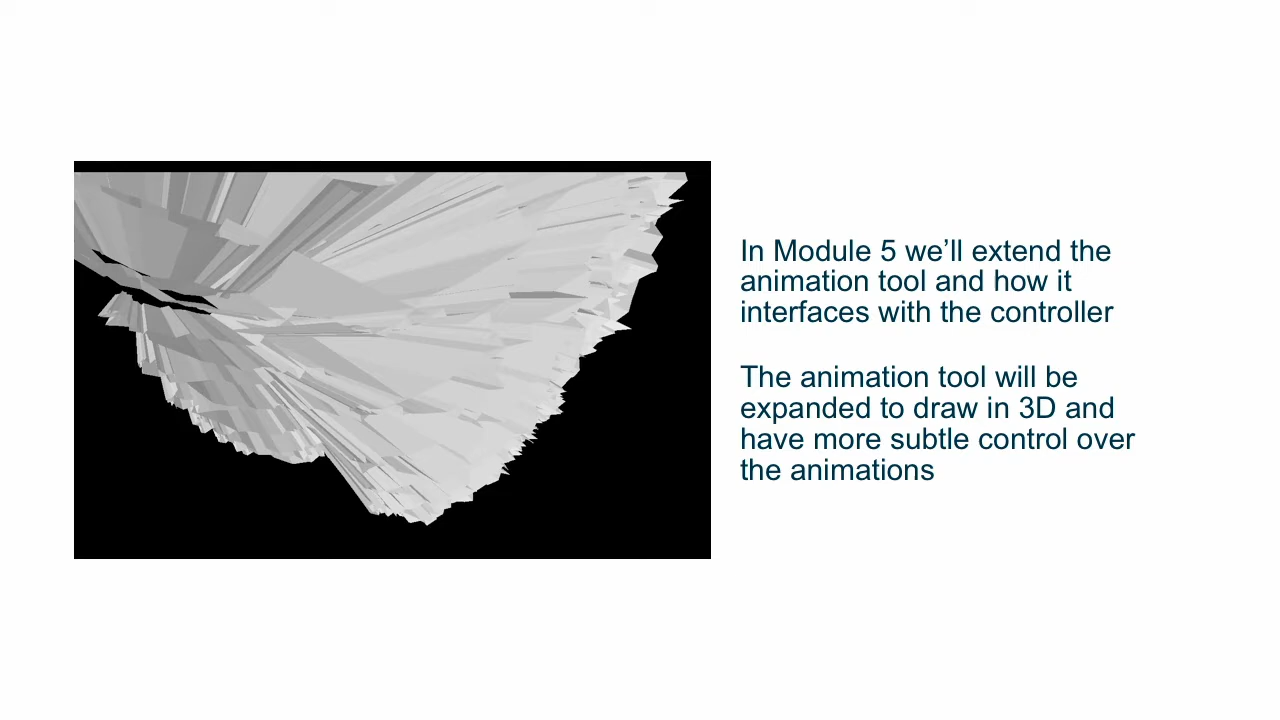 In Module 5 we’ll extend the
animation tool and how it
interfaces with the controller
The animation tool will be
expanded to draw in 3D and
have more subtle control over
the animations